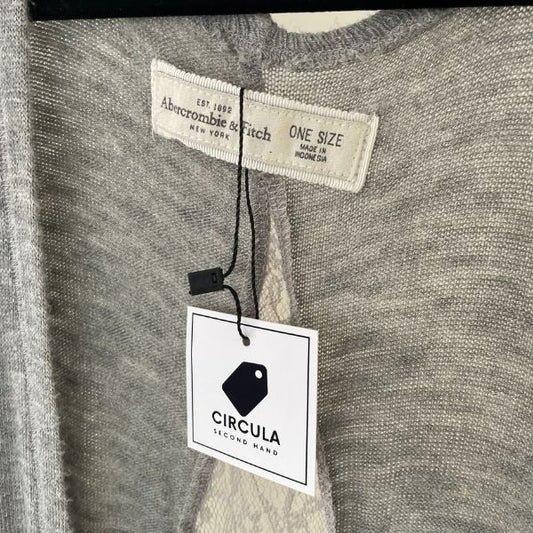 EST. 1892
Abercrombie & Fitch
NEW YORK
ONE SIZE
MADE IN
INDONESIA
CIRCULA
SECOND HAND